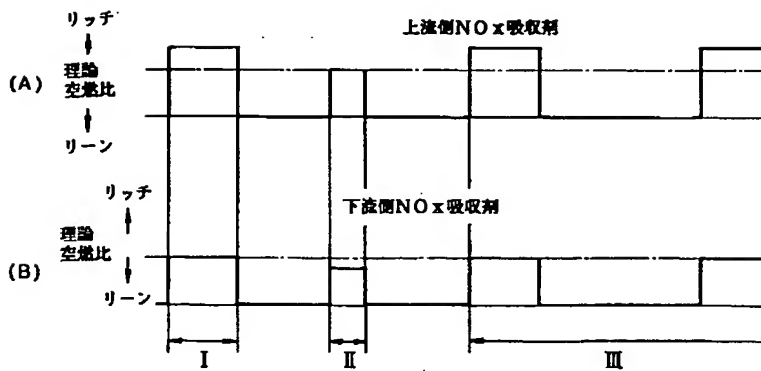 リッチ
上流側NOx吸収剤
(A)
理論
空燃比
リーン
リッチ
下流側NOx吸収剤
理論
空燃比
(B)
リーン
I
II
III